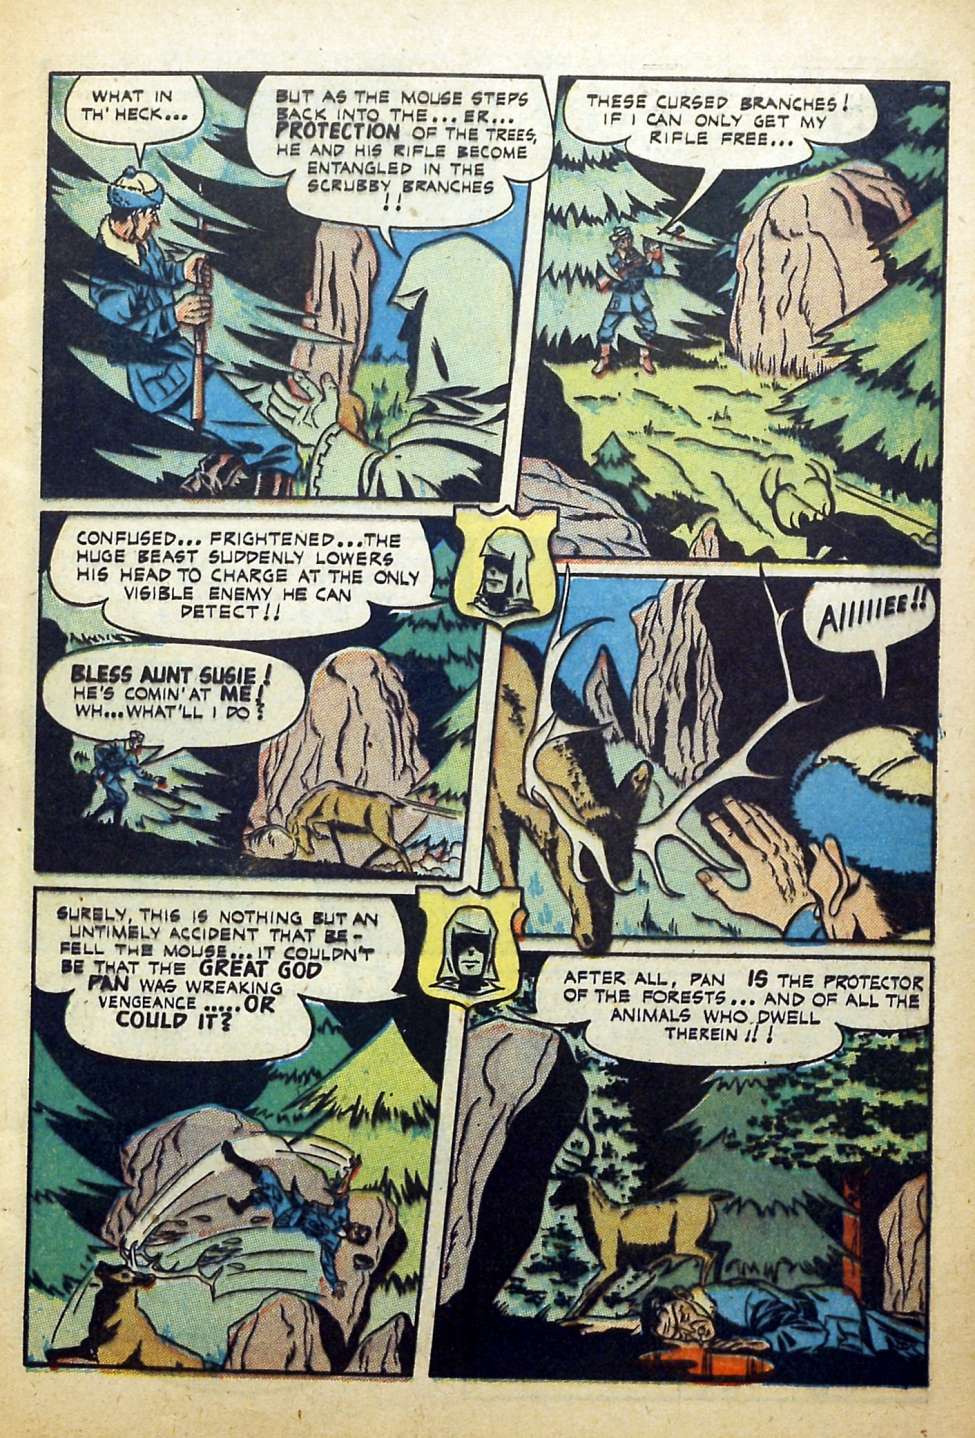 WHAT IN
TH' HECK...
BUT AS THE MOUSE STEPS
BACK INTO THE...ER...
PROTECTION OF THE TREES,
HE AND HIS RIFLE BECOME
ENTANGLED IN THE
SCRUBBY BRANCHES
!!
THESE CURSED BRANCHES!
IF I CAN ONLY GET MY
RIFLE FREE...
CONFUSED... FRIGHTENED...THE
HUGE BEAST SUDDENLY LOWERS
HIS HEAD TO CHARGE AT THE ONLY
VISIBLE ENEMY HE CAN
DETECT!!
BLESS AUNT SUSIE!
HE'S COMIN' AT ME!
WH...WHAT'LL I DO?
AIIIIIEE!!
SURELY, THIS IS NOTHING BUT AN
UNTIMELY ACCIDENT THAT BE-
FELL THE MOUSE...IT COULDN'T
BE THAT THE GREAT GOD
PAN WAS WREAKING
VENGEANCE .....OR
COULD IT?
AFTER ALL, PAN IS THE PROTECTOR
OF THE FORESTS... AND OF ALL THE
ANIMALS WHO DWELL
THEREIN !!!